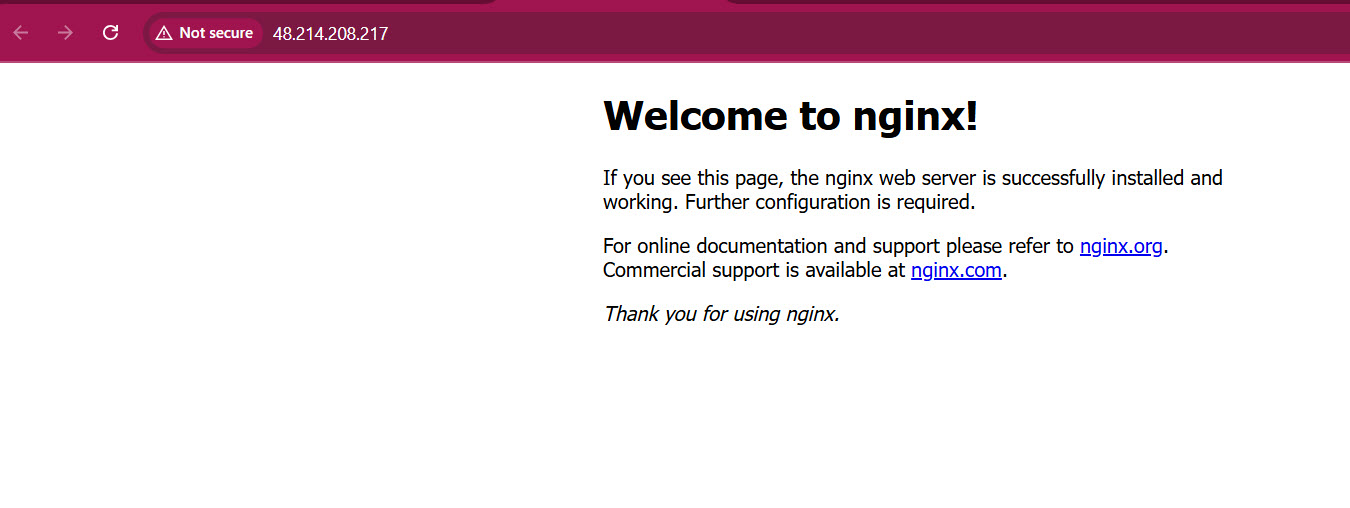 Not secure 48.214.208.217
Welcome to nginx!
If you see this page, the nginx web server is successfully installed and
working. Further configuration is required.
For online documentation and support please refer to nginx.org.
Commercial support is available at nginx.com.
Thank you for using nginx.